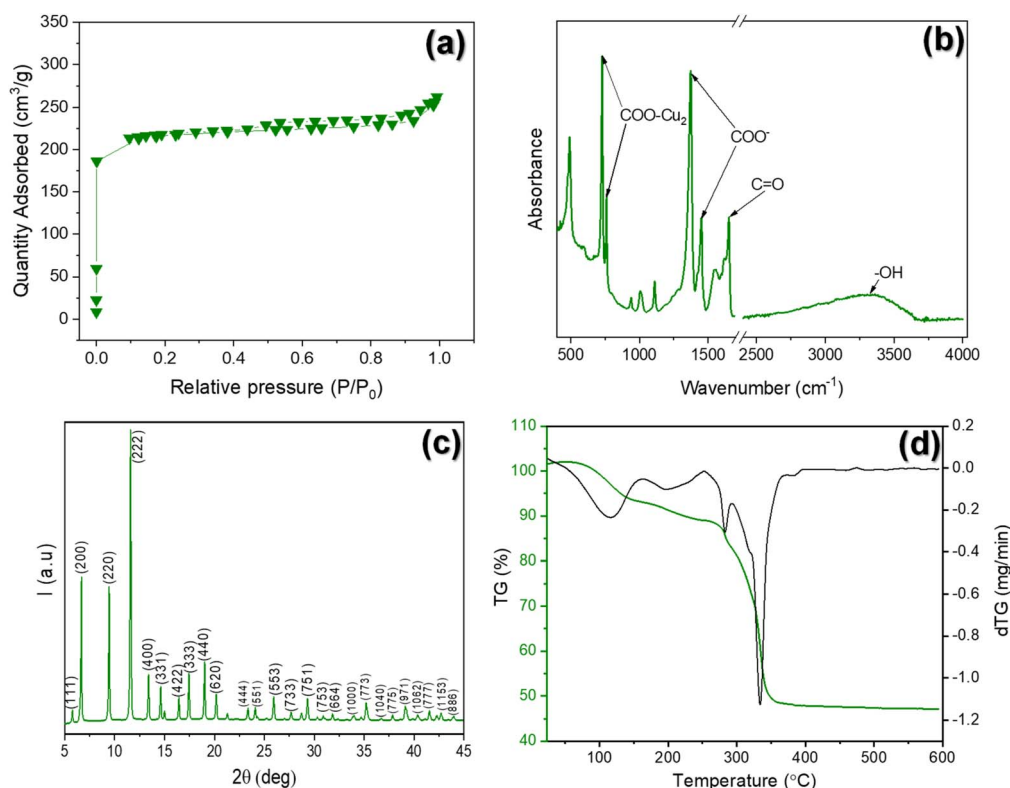 (a)
Quantity Adsorbed (cm³/g)
350
300
250
200
150
100
50
0
0.0 0.2 0.4 0.6 0.8 1.0
Relative pressure (P/P₀)
(b)
Absorbance
COO-Cu₂
COO⁻
C=O
-OH
500 1000 1500 2500 3000 3500 4000
Wavenumber (cm⁻¹)
(c)
I (a.u)
(111)
(200)
(220)
(222)
(400)
(331)
(422)
(333)
(440)
(620)
(444)
(551)
(553)
(733)
(751)
(753)
(664)
(1000)
(773)
(1040)
(775)
(971)
(1062)
(777)
(1153)
(886)
5 10 15 20 25 30 35 40 45
2θ (deg)
(d)
TG (%)
110
100
90
80
70
60
50
40
0.2
0.0
-0.2
-0.4
-0.6
-0.8
-1.0
-1.2
dTG (mg/min)
100 200 300 400 500 600
Temperature (°C)